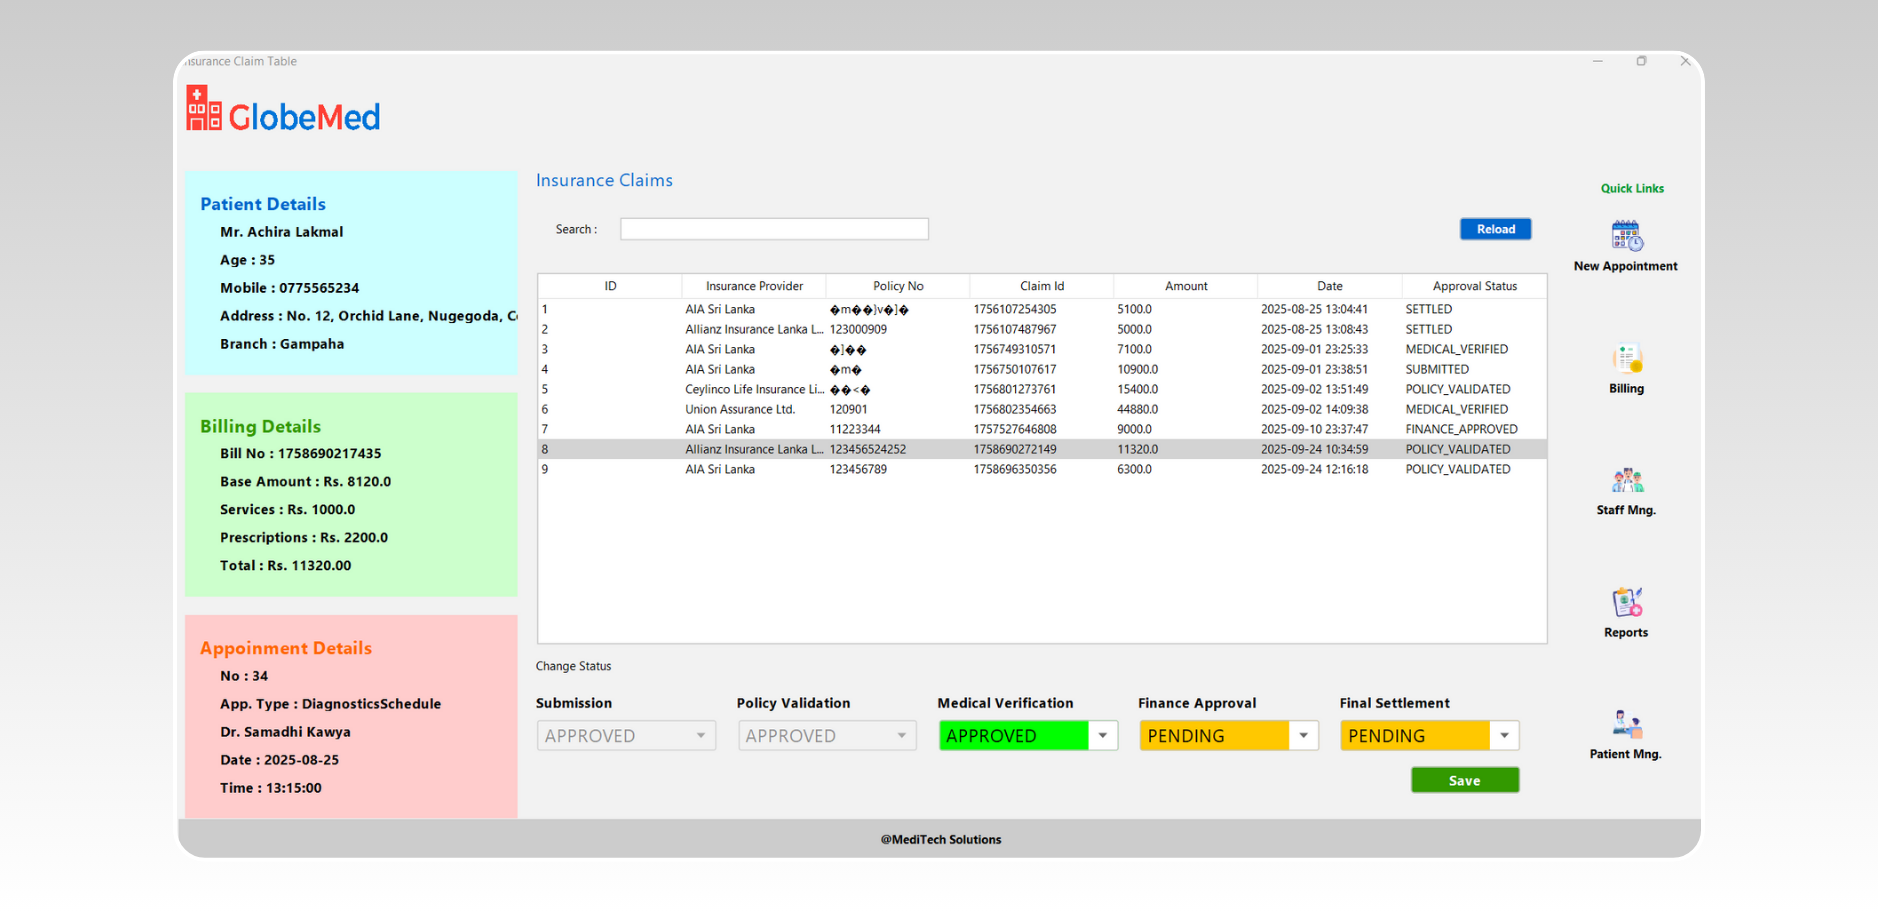 Insurance Claim Table
GlobeMed
Patient Details
Mr. Achira Lakmal
Age : 35
Mobile : 0775565234
Address : No. 12, Orchid Lane, Nugegoda, C
Branch : Gampaha
Billing Details
Bill No : 1758690217435
Base Amount : Rs. 8120.0
Services : Rs. 1000.0
Prescriptions : Rs. 2200.0
Total : Rs. 11320.00
Appoinment Details
No : 34
App. Type : DiagnosticsSchedule
Dr. Samadhi Kawya
Date : 2025-08-25
Time : 13:15:00
Insurance Claims
Search :
Reload
ID Insurance Provider Policy No Claim Id Amount Date Approval Status
1 AIA Sri Lanka �m��]v�]� 1756107254305 5100.0 2025-08-25 13:04:41 SETTLED
2 Allianz Insurance Lanka L... 123000909 1756107487967 5000.0 2025-08-25 13:08:43 SETTLED
3 AIA Sri Lanka �]�� 1756749310571 7100.0 2025-09-01 23:25:33 MEDICAL_VERIFIED
4 AIA Sri Lanka �m� 1756750107617 10900.0 2025-09-01 23:38:51 SUBMITTED
5 Ceylinco Life Insurance Li... ��<� 1756801273761 15400.0 2025-09-02 13:51:49 POLICY_VALIDATED
6 Union Assurance Ltd. 120901 1756802354663 44880.0 2025-09-02 14:09:38 MEDICAL_VERIFIED
7 AIA Sri Lanka 11223344 1757527646808 9000.0 2025-09-10 23:37:47 FINANCE_APPROVED
8 Allianz Insurance Lanka L... 123456524252 1758690272149 11320.0 2025-09-24 10:34:59 POLICY_VALIDATED
9 AIA Sri Lanka 123456789 1758696350356 6300.0 2025-09-24 12:16:18 POLICY_VALIDATED
Change Status
Submission Policy Validation Medical Verification Finance Approval Final Settlement
APPROVED APPROVED APPROVED PENDING PENDING
Save
Quick Links
New Appointment
Billing
Staff Mng.
Reports
Patient Mng.
@MediTech Solutions